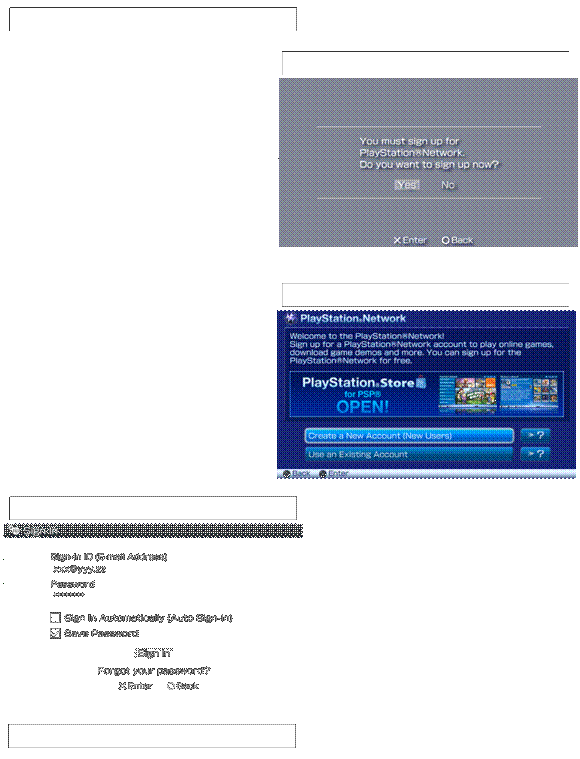 You must sign up for
PlayStation®Network.
Do you want to sign up now?
Yes No
Enter Back
PlayStation®Network
Welcome to the PlayStation®Network!
Sign up for a PlayStation®Network account to play online games,
download game demos and more. You can sign up for the
PlayStation®Network for free.
PlayStation®Store
for PSP®
OPEN!
Create a New Account (New Users)
?
Use an Existing Account
?
Back Enter
Sign-In ID (E-mail Address)
xxx@yyy.zz
Password
*******
Sign In Automatically (Auto Sign-In)
Save Password
Sign In
Forgot your password?
Enter Back